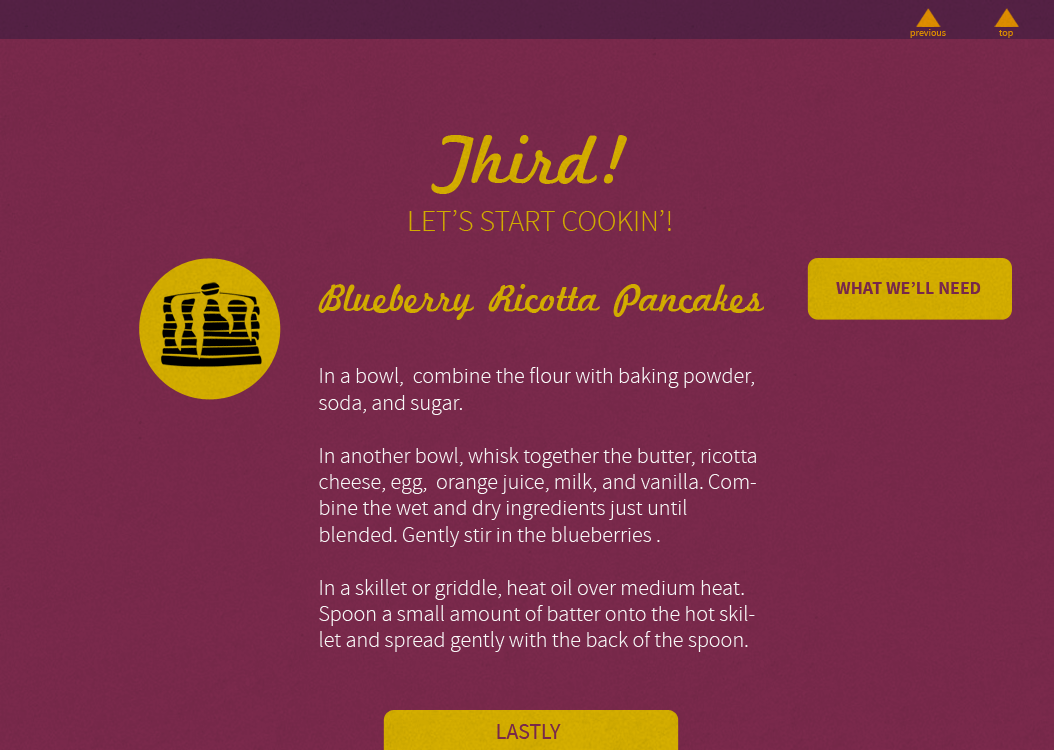 previous
top
Third!
LET’S START COOKIN’!
Blueberry Ricotta Pancakes
WHAT WE’LL NEED
In a bowl,  combine the flour with baking powder,
soda, and sugar.
In another bowl, whisk together the butter, ricotta
cheese, egg,  orange juice, milk, and vanilla. Com-
bine the wet and dry ingredients just until
blended. Gently stir in the blueberries .
In a skillet or griddle, heat oil over medium heat.
Spoon a small amount of batter onto the hot skil-
let and spread gently with the back of the spoon.
LASTLY